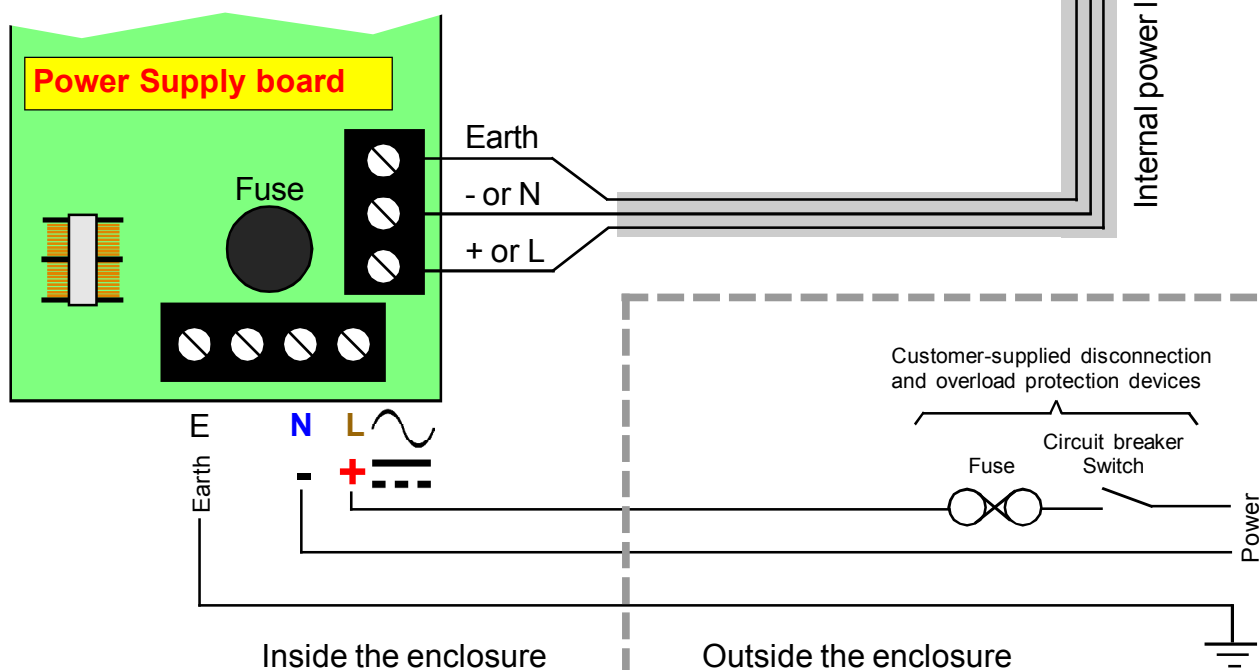 Power Supply board
Internal power l
Earth
- or N
+ or L
Fuse
Customer-supplied disconnection
and overload protection devices
Circuit breaker
Switch
Fuse
E
N
L
Earth
-
+
Power
Inside the enclosure
Outside the enclosure